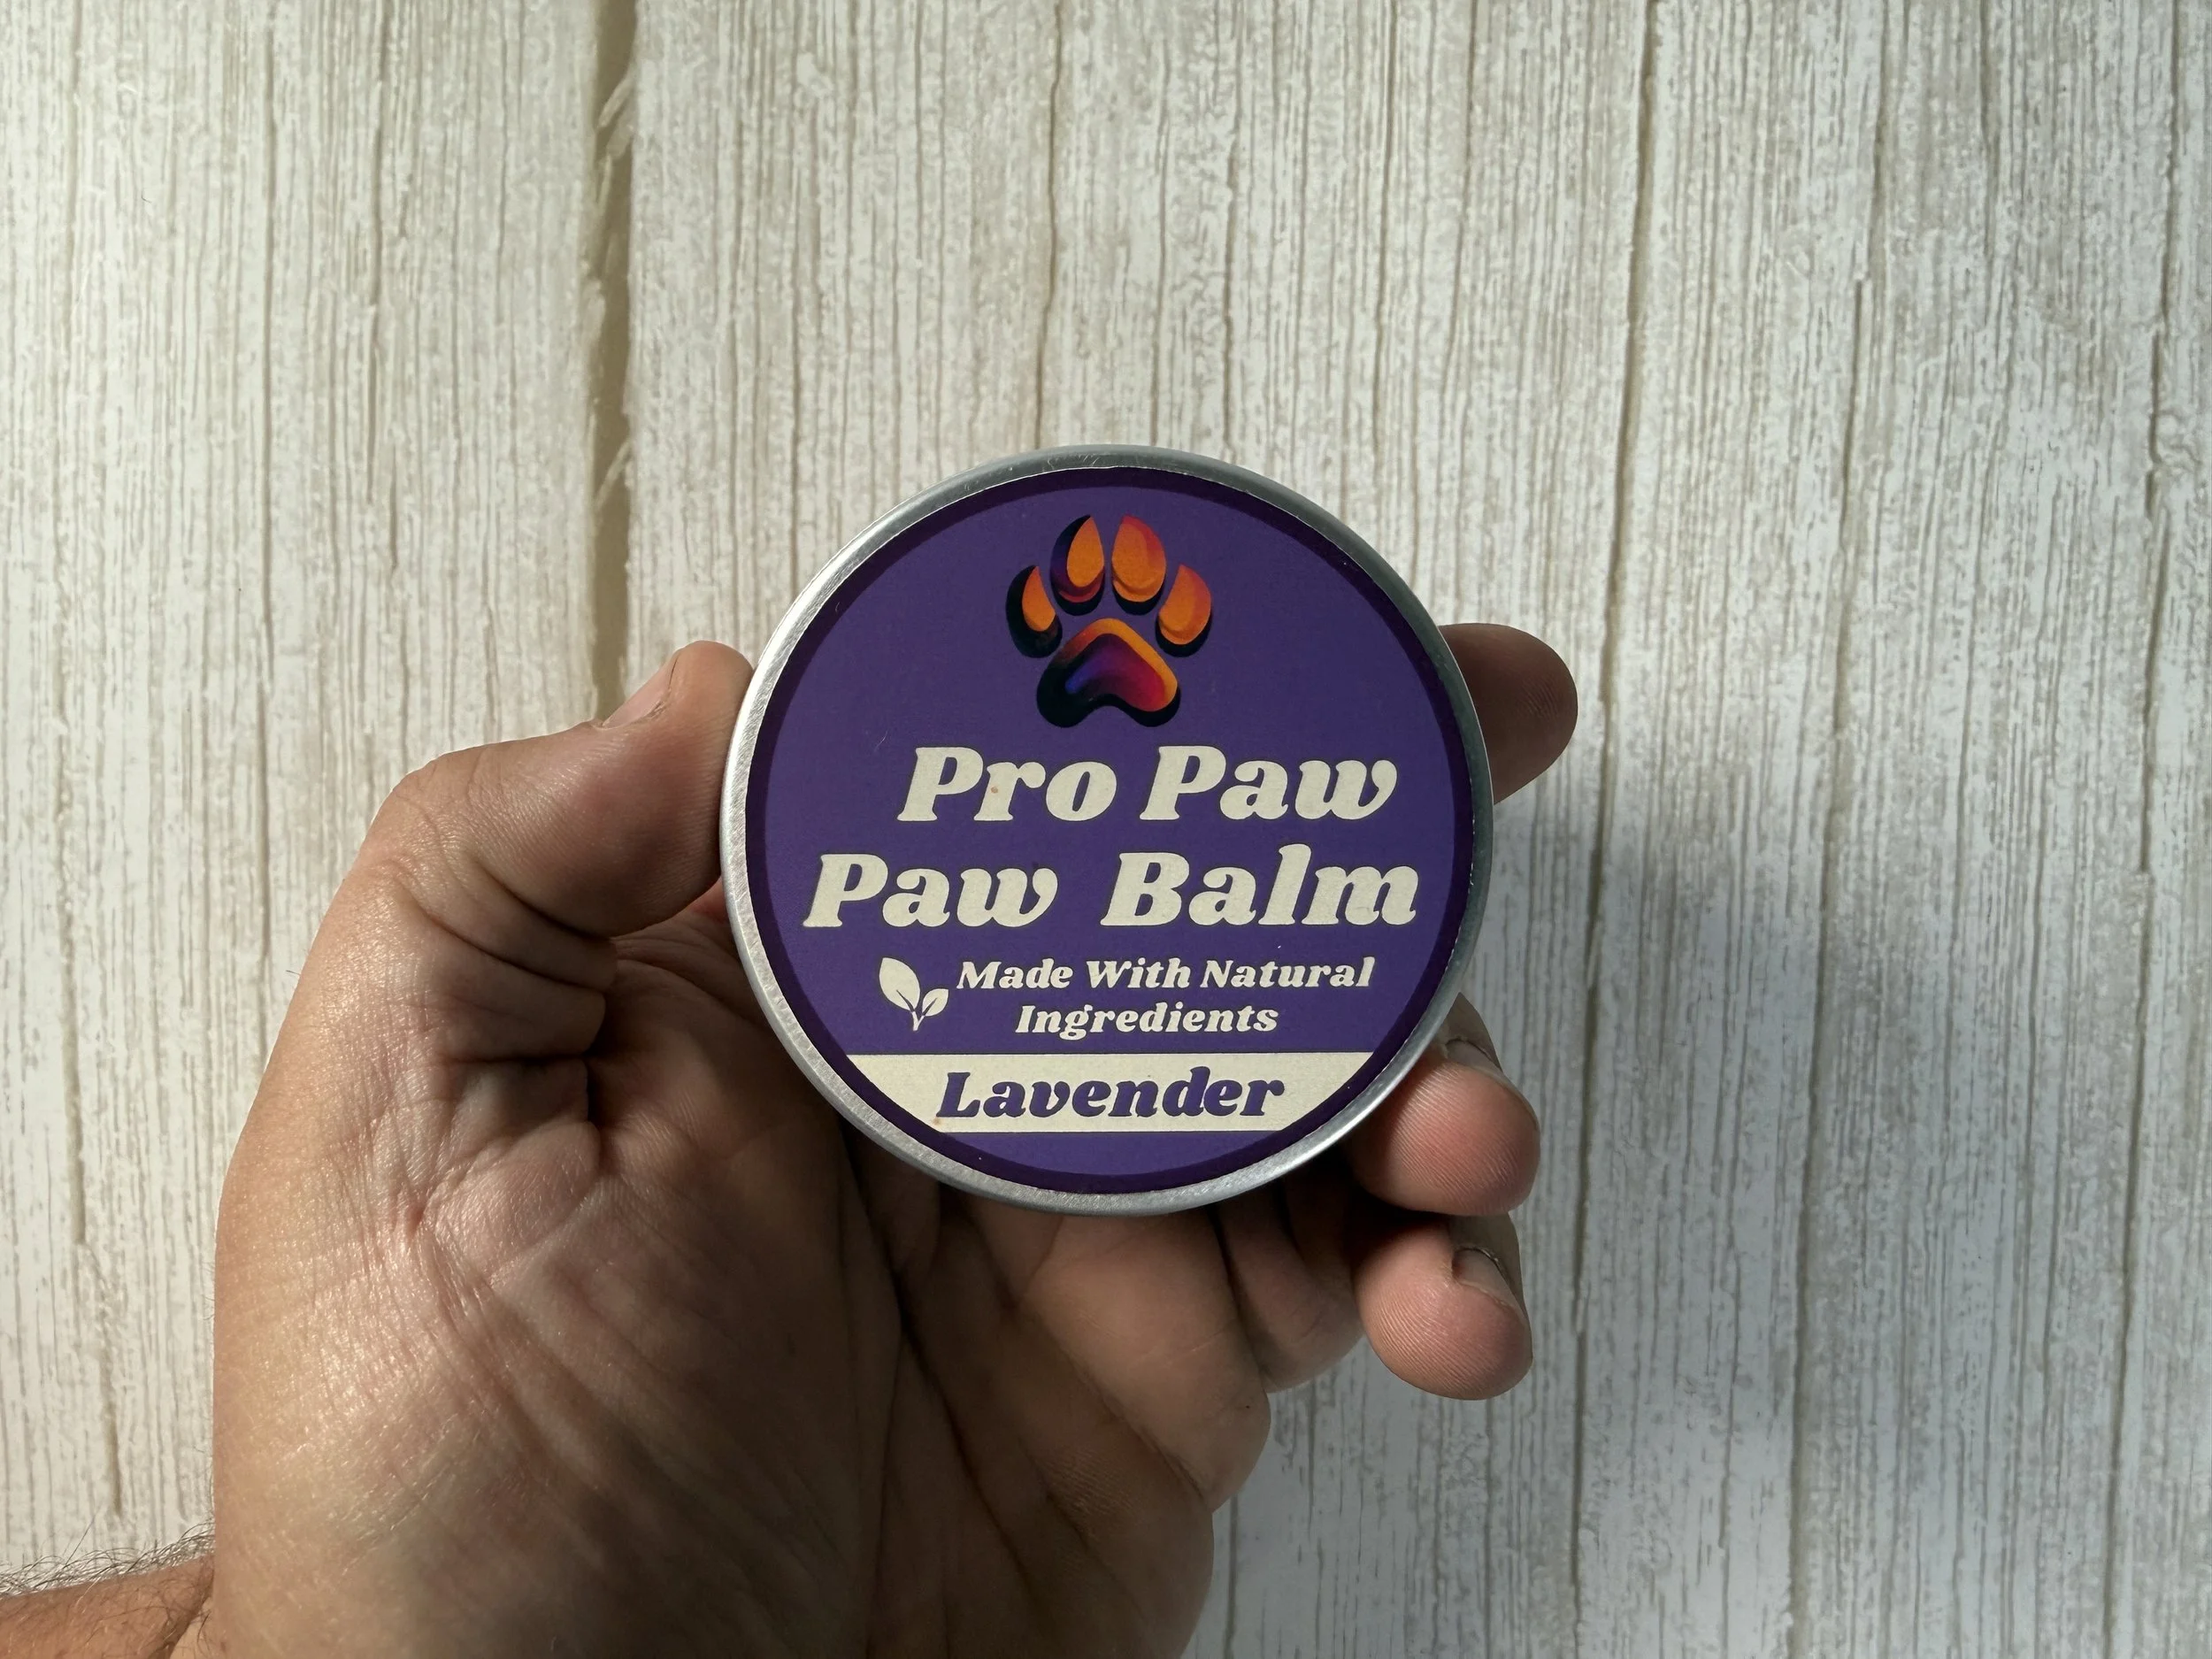 Pro Paw
Paw Balm
Made With Natural
Ingredients
Lavender